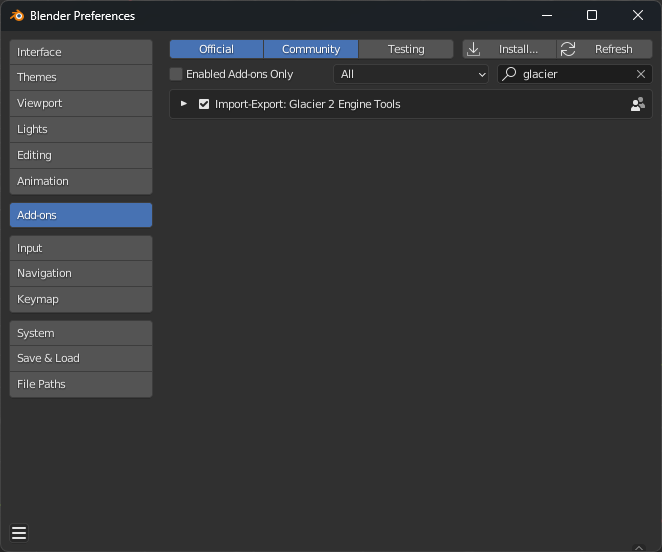 Blender Preferences
Interface
Themes
Viewport
Lights
Editing
Animation
Add-ons
Input
Navigation
Keymap
System
Save & Load
File Paths
Official Community Testing Install... Refresh
Enabled Add-ons Only All glacier
Import-Export: Glacier 2 Engine Tools